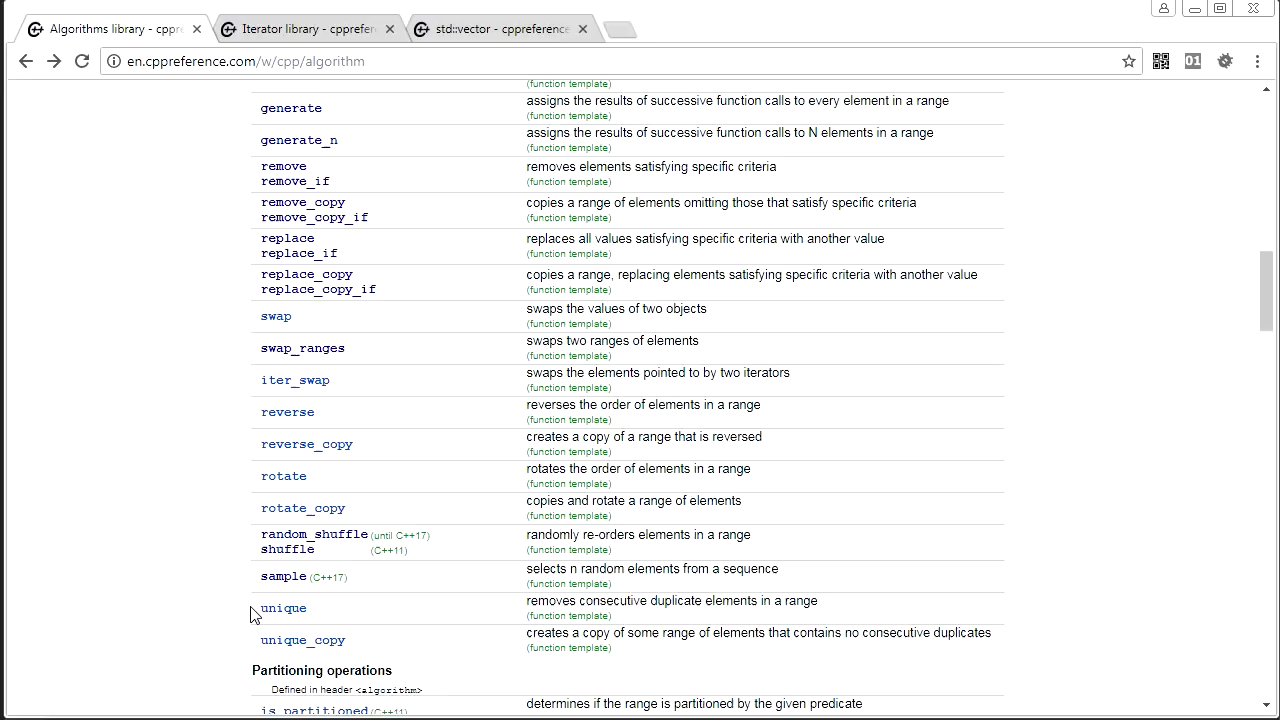 Algorithms library - cppr
Iterator library - cpprefer
std::vector - cppreference
en.cppreference.com/w/cpp/algorithm
01
(function template)
generate
assigns the results of successive function calls to every element in a range
(function template)
generate_n
assigns the results of successive function calls to N elements in a range
(function template)
remove
remove_if
removes elements satisfying specific criteria
(function template)
remove_copy
remove_copy_if
copies a range of elements omitting those that satisfy specific criteria
(function template)
replace
replace_if
replaces all values satisfying specific criteria with another value
(function template)
replace_copy
replace_copy_if
copies a range, replacing elements satisfying specific criteria with another value
(function template)
swap
swaps the values of two objects
(function template)
swap_ranges
swaps two ranges of elements
(function template)
iter_swap
swaps the elements pointed to by two iterators
(function template)
reverse
reverses the order of elements in a range
(function template)
reverse_copy
creates a copy of a range that is reversed
(function template)
rotate
rotates the order of elements in a range
(function template)
rotate_copy
copies and rotate a range of elements
(function template)
random_shuffle (until C++17)
shuffle (C++11)
randomly re-orders elements in a range
(function template)
sample (C++17)
selects n random elements from a sequence
(function template)
unique
removes consecutive duplicate elements in a range
(function template)
unique_copy
creates a copy of some range of elements that contains no consecutive duplicates
(function template)
Partitioning operations
Defined in header <algorithm>
is_partitioned (C++11)
determines if the range is partitioned by the given predicate